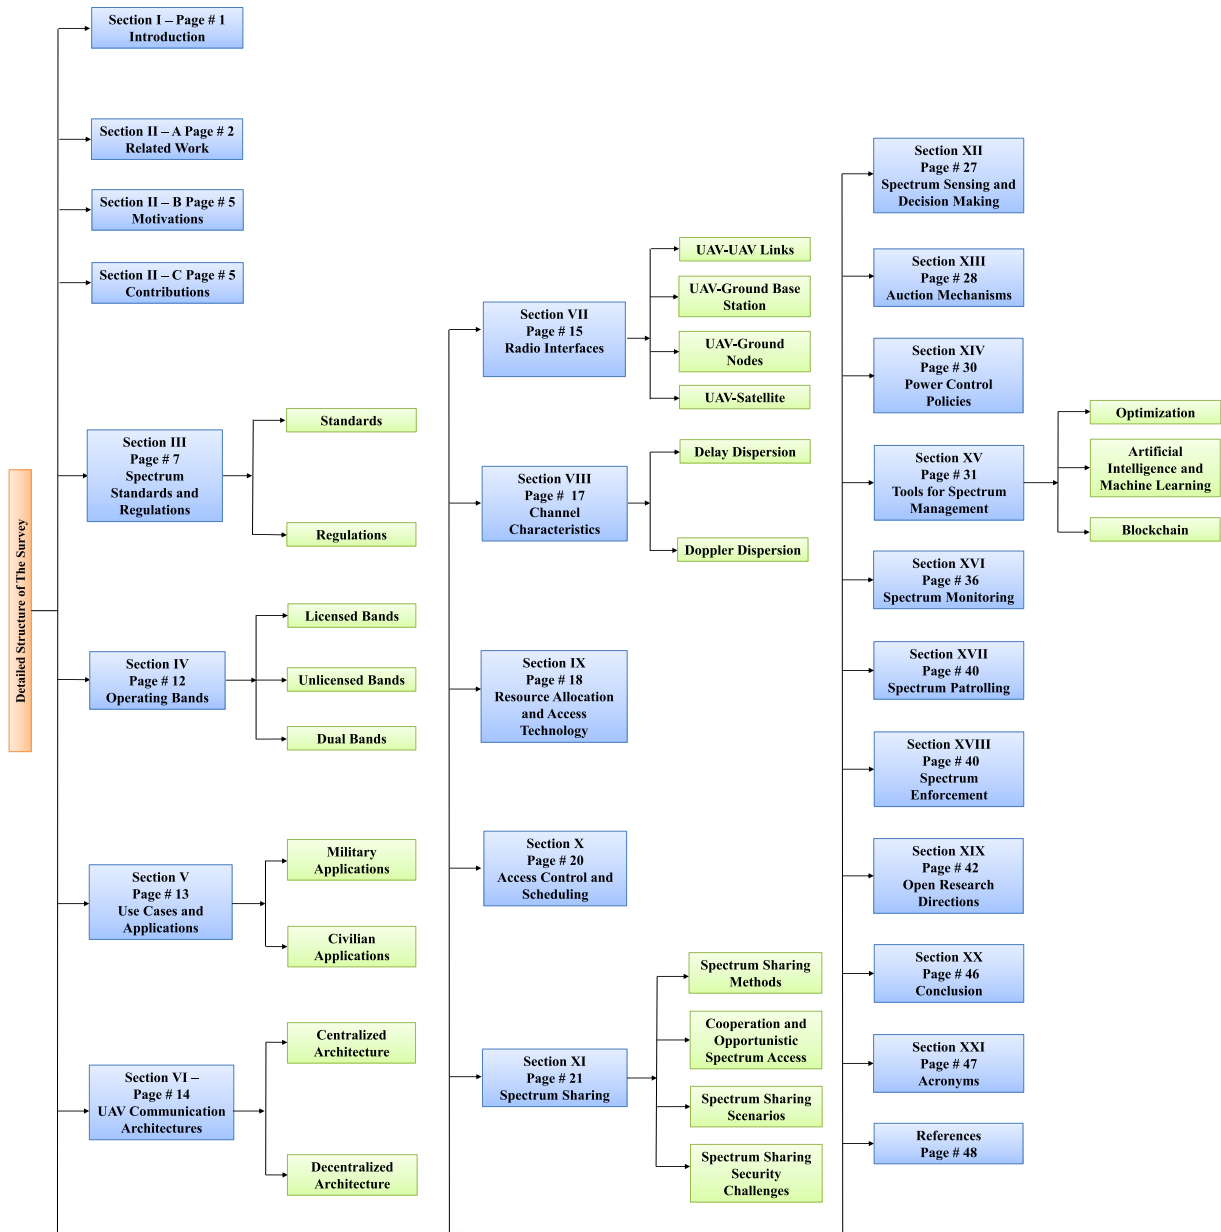 Detailed Structure of The Survey
Section I – Page # 1
Introduction
Section II – A Page # 2
Related Work
Section II – B Page # 5
Motivations
Section II – C Page # 5
Contributions
Section III
Page # 7
Spectrum
Standards and
Regulations
Standards
Regulations
Section IV
Page # 12
Operating Bands
Licensed Bands
Unlicensed Bands
Dual Bands
Section V
Page # 13
Use Cases and
Applications
Military
Applications
Civilian
Applications
Section VI –
Page # 14
UAV Communication
Architectures
Centralized
Architecture
Decentralized
Architecture
Section VII
Page # 15
Radio Interfaces
UAV-UAV Links
UAV-Ground Base
Station
UAV-Ground
Nodes
UAV-Satellite
Section VIII
Page # 17
Channel
Characteristics
Delay Dispersion
Doppler Dispersion
Section IX
Page # 18
Resource Allocation
and Access
Technology
Section X
Page # 20
Access Control and
Scheduling
Section XI
Page # 21
Spectrum Sharing
Spectrum Sharing
Methods
Cooperation and
Opportunistic
Spectrum Access
Spectrum Sharing
Scenarios
Spectrum Sharing
Security
Challenges
Section XII
Page # 27
Spectrum Sensing and
Decision Making
Section XIII
Page # 28
Auction Mechanisms
Section XIV
Page # 30
Power Control
Policies
Section XV
Page # 31
Tools for Spectrum
Management
Optimization
Artificial
Intelligence and
Machine Learning
Blockchain
Section XVI
Page # 36
Spectrum Monitoring
Section XVII
Page # 40
Spectrum Patrolling
Section XVIII
Page # 40
Spectrum
Enforcement
Section XIX
Page # 42
Open Research
Directions
Section XX
Page # 46
Conclusion
Section XXI
Page # 47
Acronyms
References
Page # 48